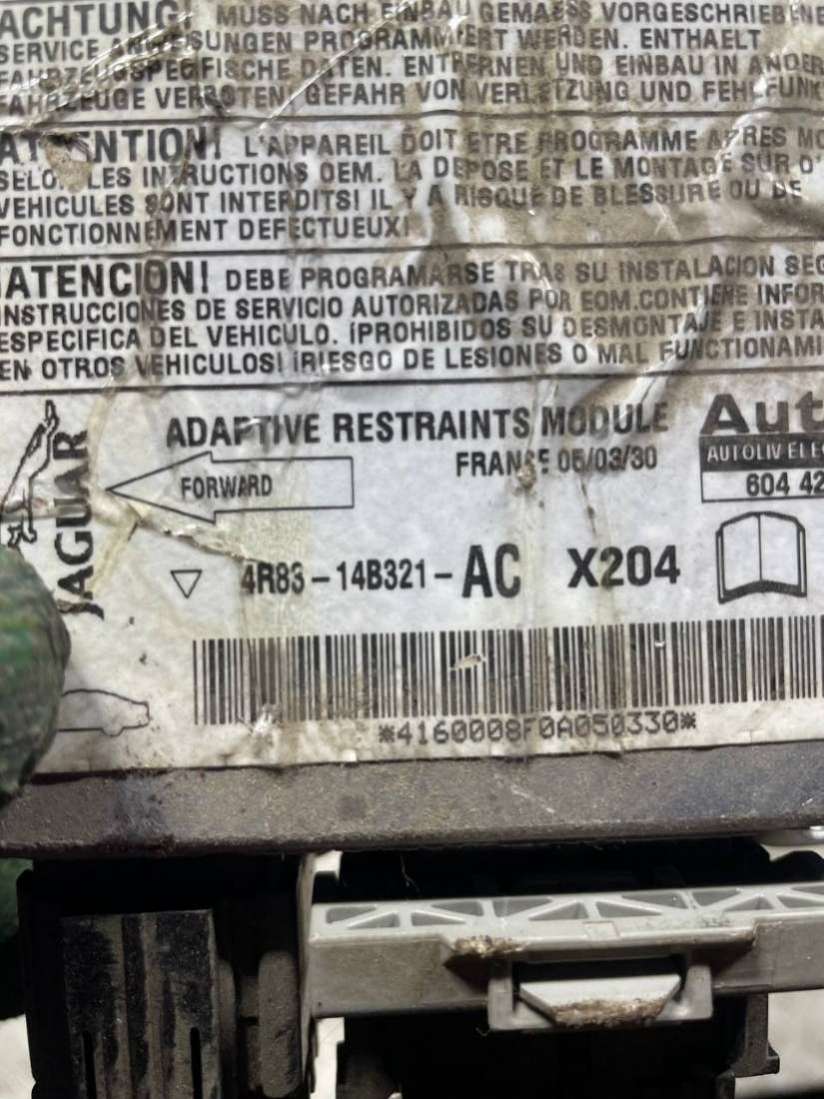 ACHTUNG! MUSS NACH EINBAU GEMAESS VORGESCHRIEBENE
SERVICE ANWEISUNGEN PROGRAMMIERT WERDEN. ENTHAELT
FAHRZEUGSPEGFISCHE DATEN. ENTFERNEN UND EINBAU IN ANDER
FAHRZEUGE VERBOTEN! GEFAHR VON VERLETZUNG UND FEHLFUNK
ATTENTION! L'APPAREIL DOIT ETRE PROGRAMME APRES MO
SELON LES INTRUCTIONS OEM. LA DEPOSE ET LE MONTAGE SUR D'
VEHICULES SONT INTERDITS! IL Y A RISQUE DE BLESSURE OU DE
FONCTIONNEMENT DEFECTUEUX!
ATENCION! DEBE PROGRAMARSE TRAS SU INSTALACION SEG
INSTRUCCIONES DE SERVICIO AUTORIZADAS POR EOM.CONTIENE INFOR
ESPECIFICA DEL VEHICULO. ¡PROHIBIDOS SU DESMONTAJE E INSTA
EN OTROS VEHICULOS! ¡RIESGO DE LESIONES O MAL FUNCTIONAMI
JAGUAR
ADAPTIVE RESTRAINTS MODULE
FRANCE 05/03/30
FORWARD
Aut
AUTOLIV ELEC
604 42
4R83-14B321-AC X204
*4160008F0A050330*